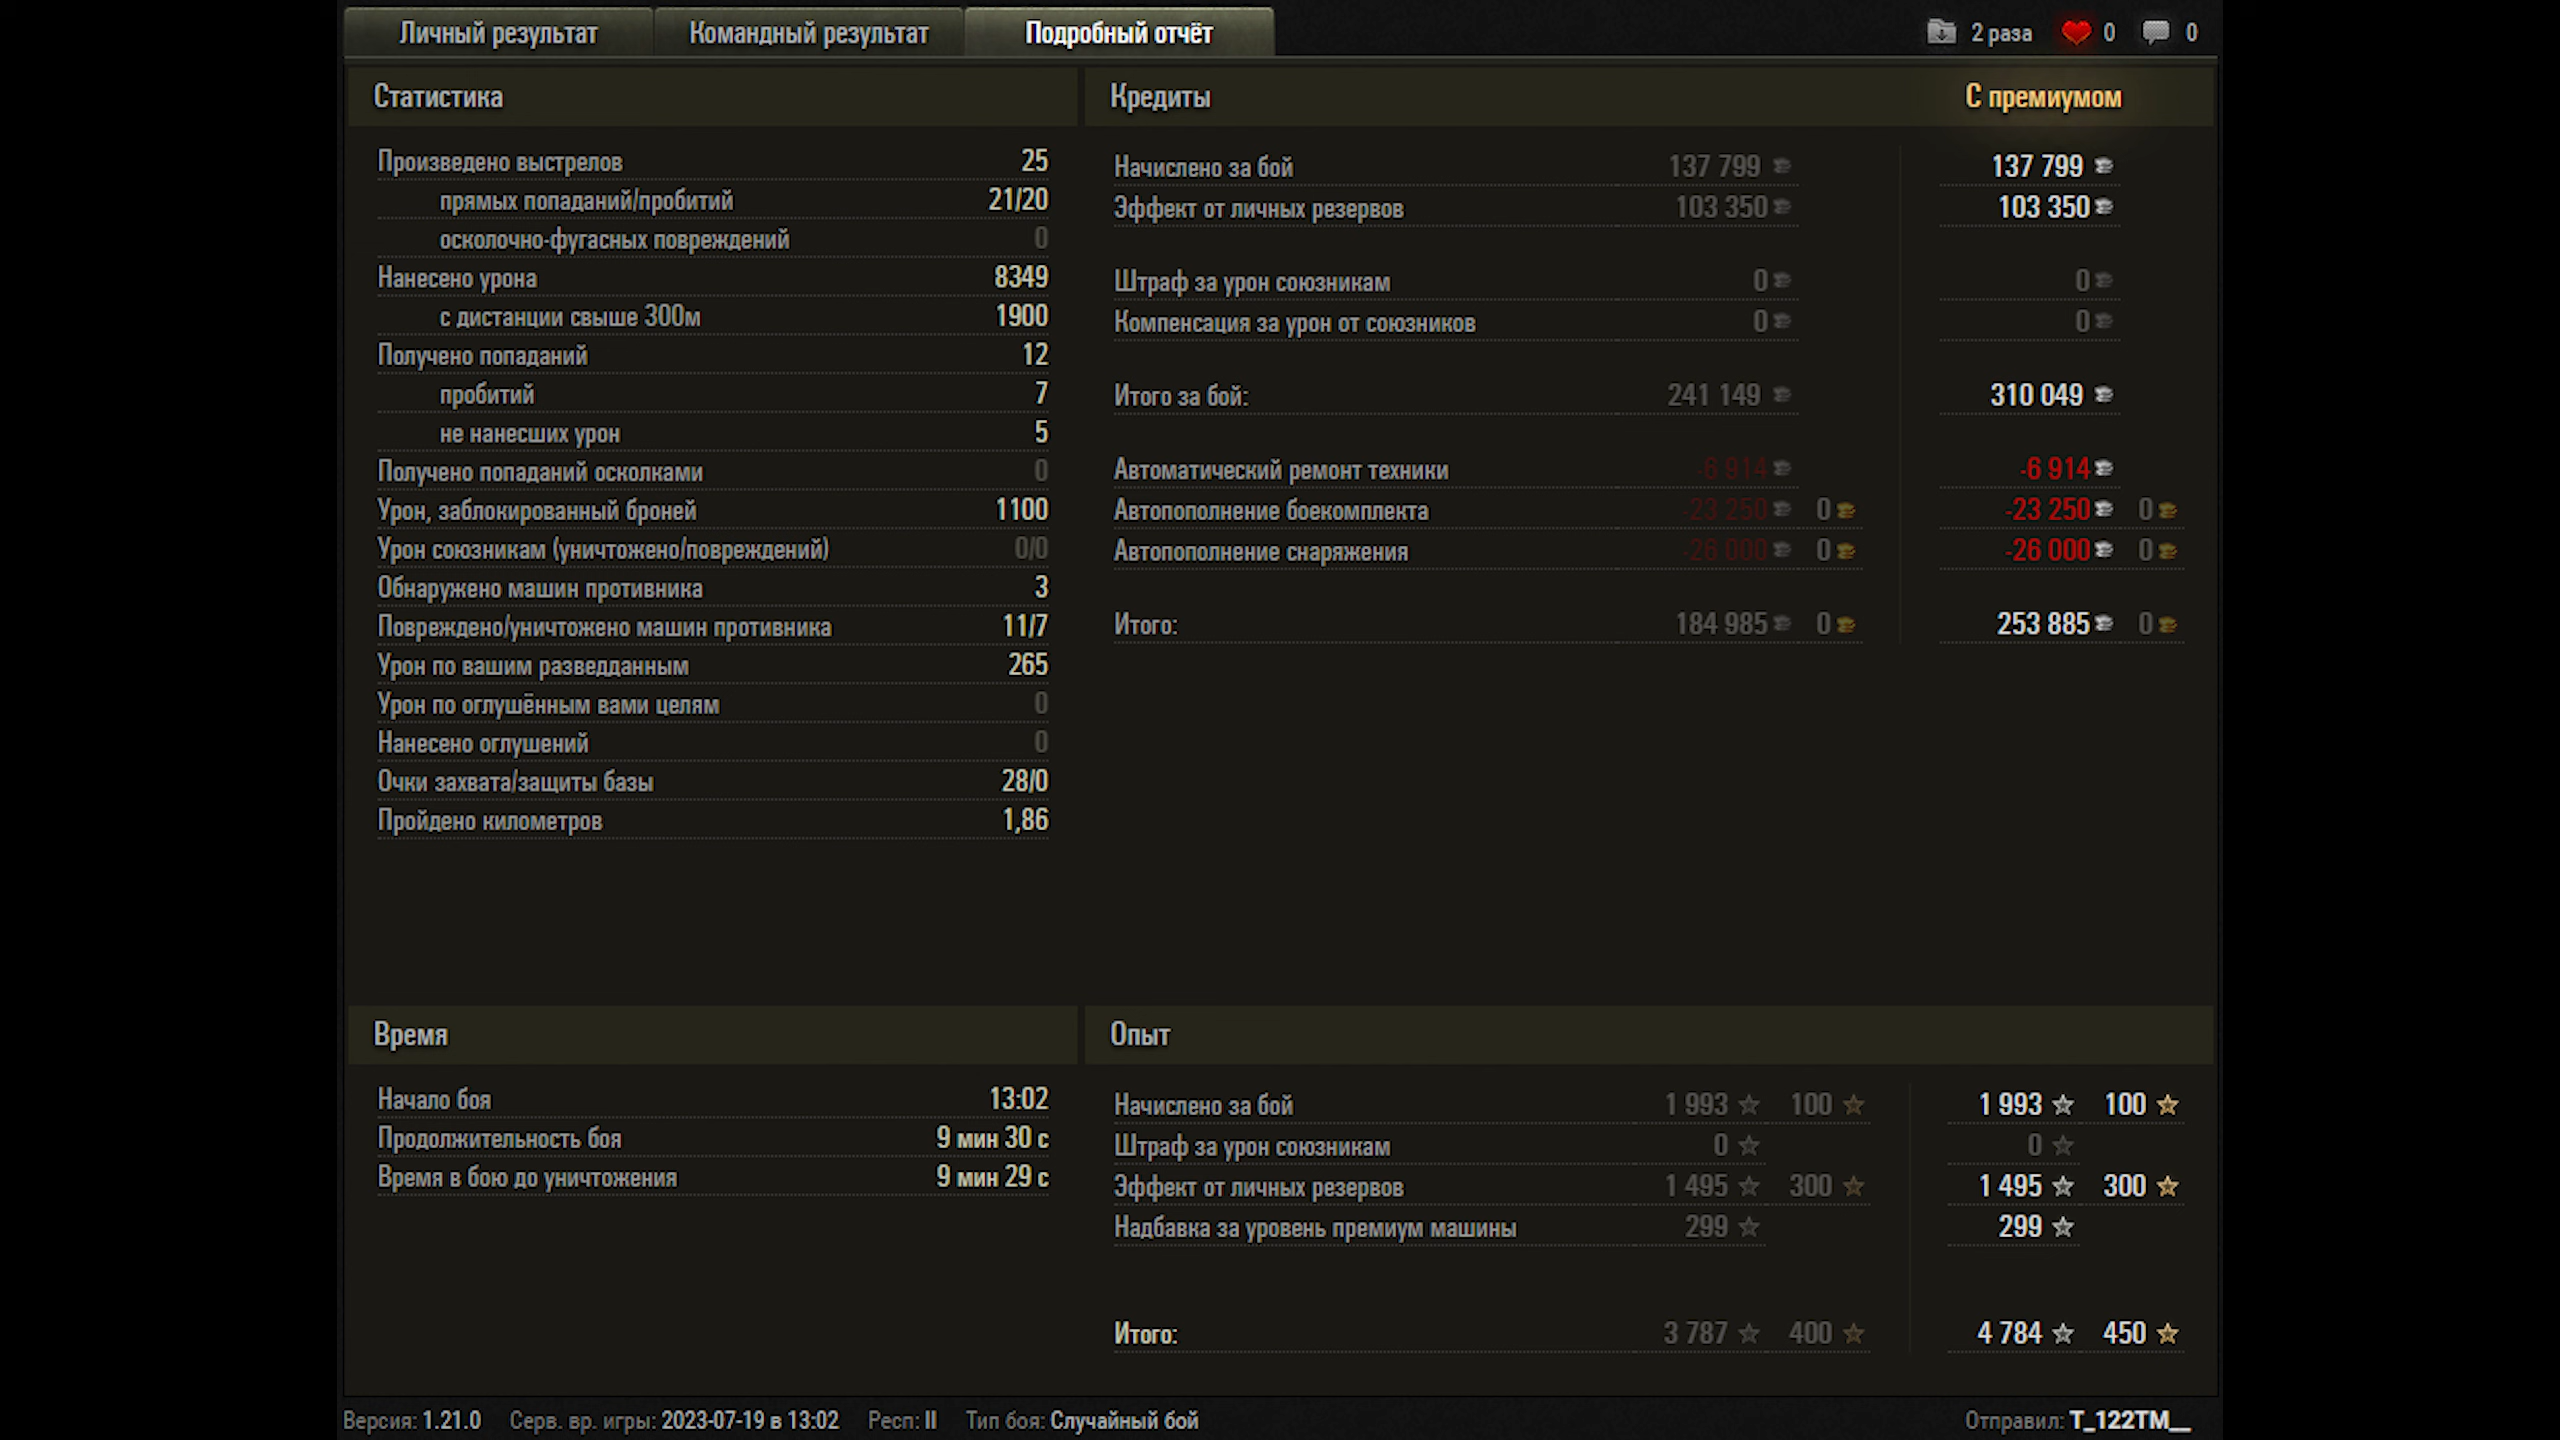 Личный результат Командный результат Подробный отчёт 2 раза 0 0
Статистика
Произведено выстрелов 25
прямых попаданий/пробитий 21/20
осколочно-фугасных повреждений 0
Нанесено урона 8349
с дистанции свыше 300м 1900
Получено попаданий 12
пробитий 7
не нанесших урон 5
Получено попаданий осколками 0
Урон, заблокированный броней 1100
Урон союзникам (уничтожено/повреждений) 0/0
Обнаружено машин противника 3
Повреждено/уничтожено машин противника 11/7
Урон по вашим разведданным 265
Урон по оглушённым вами целям 0
Нанесено оглушений 0
Очки захвата/защиты базы 28/0
Пройдено километров 1,86
Кредиты С премиумом
Начислено за бой 137 799 137 799
Эффект от личных резервов 103 350 103 350
Штраф за урон союзникам 0 0
Компенсация за урон от союзников 0 0
Итого за бой: 241 149 310 049
Автоматический ремонт техники -6 914 -6 914
Автопополнение боекомплекта -23 250 0 -23 250 0
Автопополнение снаряжения -26 000 0 -26 000 0
Итого: 184 985 0 253 885 0
Время
Начало боя 13:02
Продолжительность боя 9 мин 30 с
Время в бою до уничтожения 9 мин 29 с
Опыт
Начислено за бой 1 993 100 1 993 100
Штраф за урон союзникам 0 0
Эффект от личных резервов 1 495 300 1 495 300
Надбавка за уровень премиум машины 299 299
Итого: 3 787 400 4 784 450
Версия: 1.21.0 Серв. вр. игры: 2023-07-19 в 13:02 Респ: II Тип боя: Случайный бой Отправил: T_122TM__